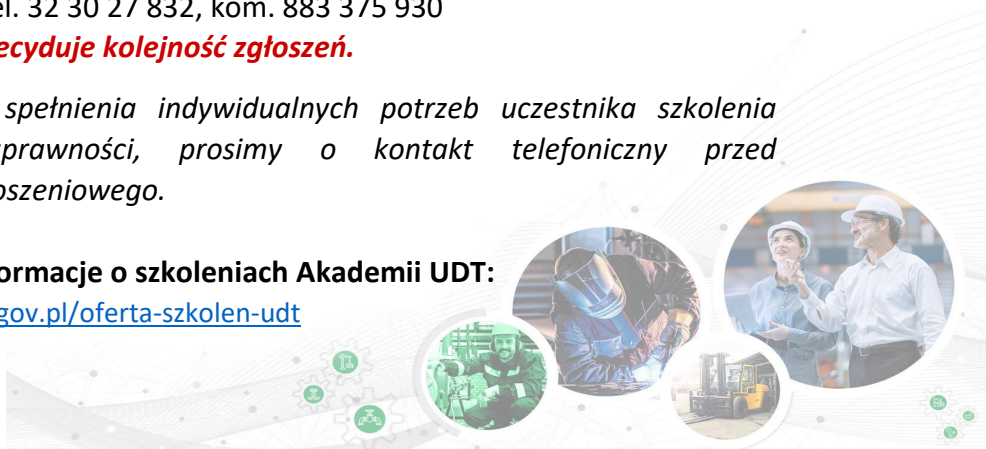 el. 32 30 27 832, kom. 883 375 930
ecyduje kolejność zgłoszeń.
spełnienia indywidualnych potrzeb uczestnika szkolenia
prawności, prosimy o kontakt telefoniczny przed
oszeniowego.
ormacje o szkoleniach Akademii UDT:
gov.pl/oferta-szkolen-udt